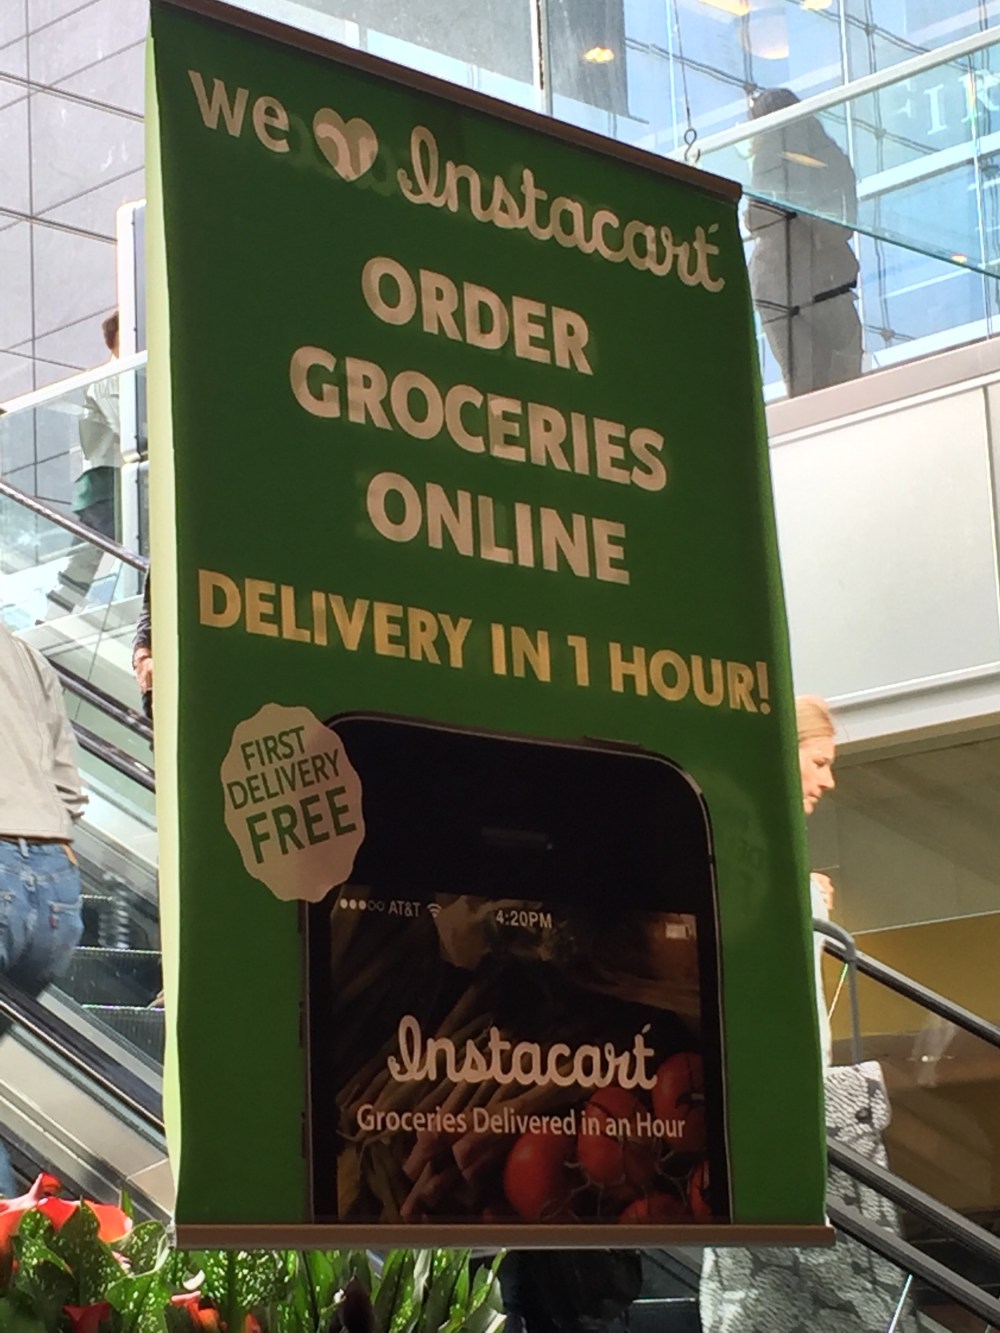 we Instacart
ORDER
GROCERIES
ONLINE
DELIVERY IN 1 HOUR!
FIRST
DELIVERY
FREE
AT&T 4:20PM
Instacart
Groceries Delivered in an Hour